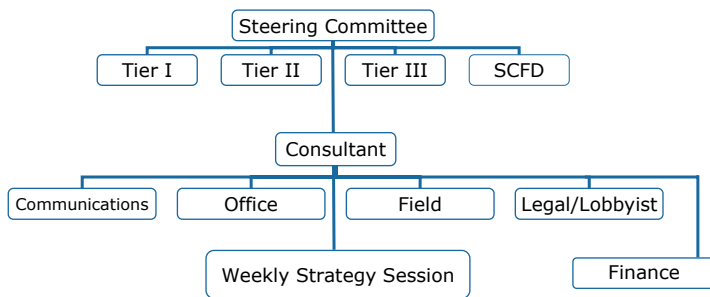 Steering Committee
Tier I
Tier II
Tier III
SCFD
Consultant
Communications
Office
Field
Legal/Lobbyist
Weekly Strategy Session
Finance